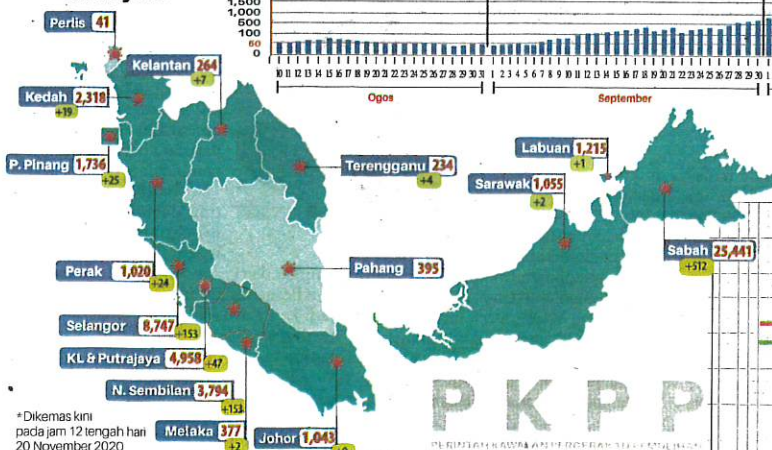 1,500
1,000
500
100
60
0
10 11 12 13 14 15 16 17 18 19 20 21 22 23 24 25 26 27 28 29 30 31
1 2 3 4 5 6 7 8 9 10 11 12 13 14 15 16 17 18 19 20 21 22 23 24 25 26 27 28 29 30
1
Ogos
September
Perlis 41
Kelantan 264
+7
Kedah 2,318
+19
P. Pinang 1,736
+25
Terengganu 234
+4
Labuan 1,215
+1
Sarawak 1,055
+2
Sabah 25,441
+512
Perak 1,020
+24
Pahang 395
Selangor 8,747
+153
KL & Putrajaya 4,958
+47
N. Sembilan 3,794
+153
Melaka 377
+2
Johor 1,043
*Dikemas kini
pada jam 12 tengah hari
20 November 2020
PKPP
PERINTAH KAWALAN PERGERAKAN PEMULIHAN